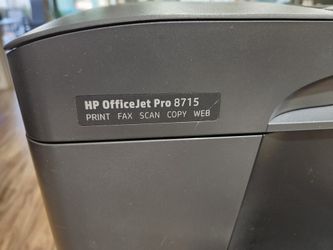 HP OfficeJet Pro 8715
PRINT FAX SCAN COPY WEB